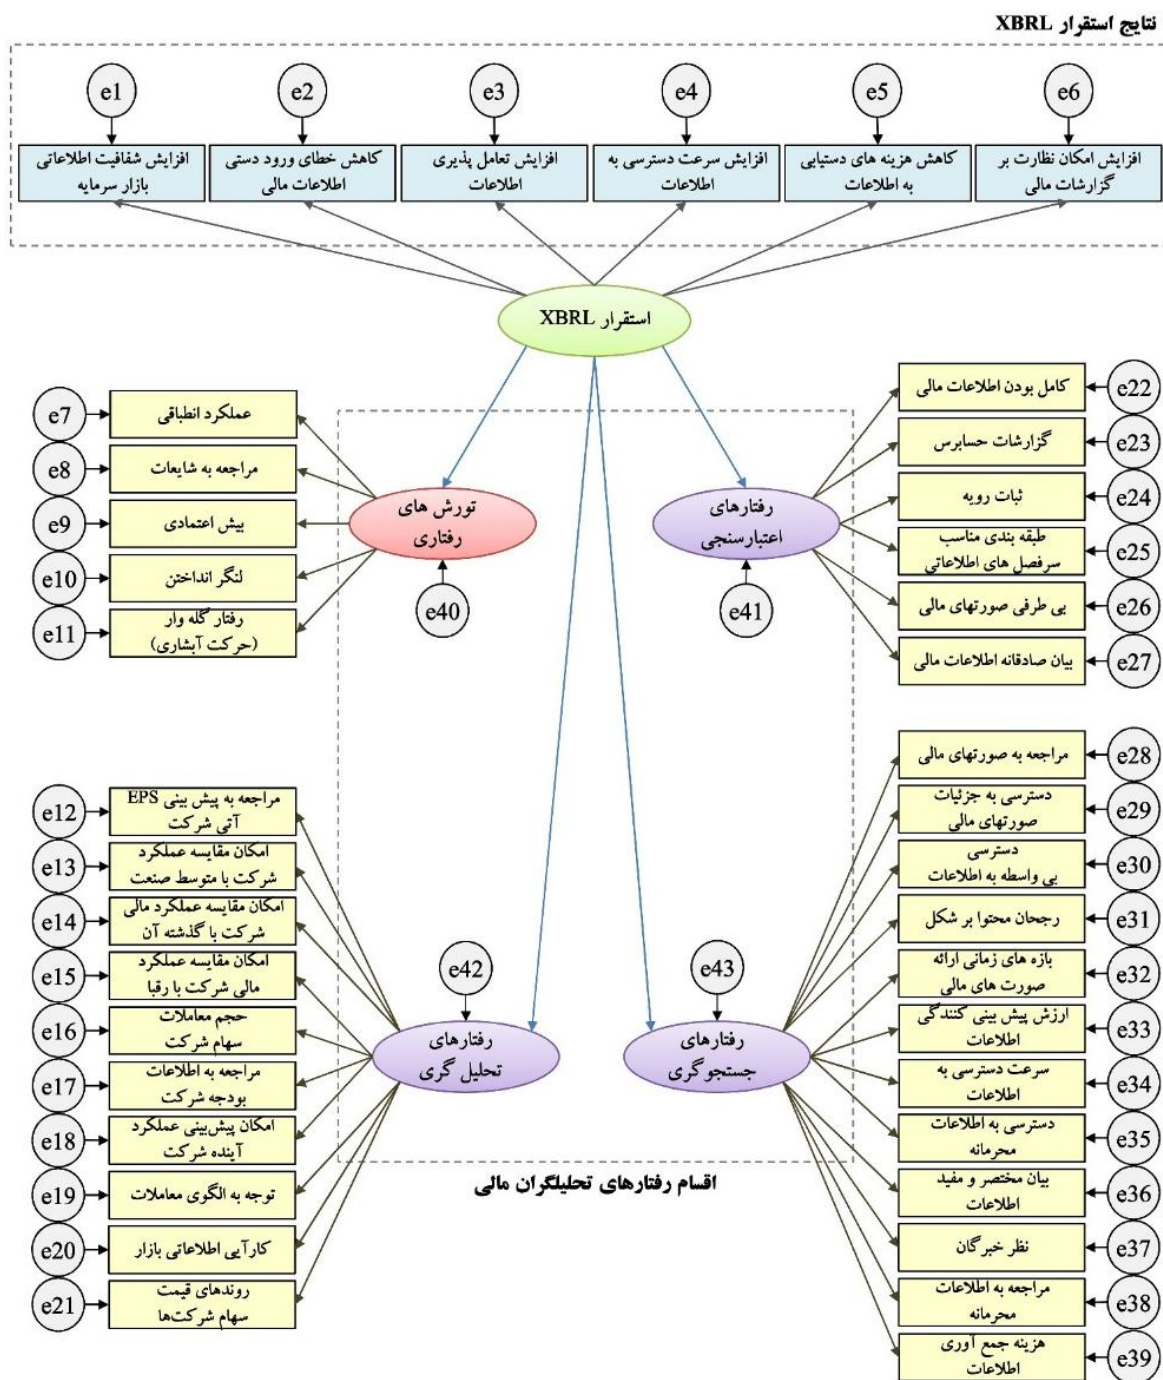 نتایج استقرار XBRL
e1
e2
e3
e4
e5
e6
افزایش شفافیت اطلاعاتی
بازار سرمایه
کاهش خطای ورود دستی
اطلاعات مالی
افزایش تعامل پذیری
اطلاعات
افزایش سرعت دسترسی به
اطلاعات
کاهش هزینه های دستیابی
به اطلاعات
افزایش امکان نظارت بر
گزارشات مالی
استقرار XBRL
e7
عملکرد انطباقی
e8
مراجعه به شایعات
e9
بیش اعتمادی
e10
لنگر انداختن
e11
رفتار گله وار
(حرکت آبشاری)
تورش های
رفتاری
e40
رفتارهای
اعتبارسنجی
e41
کامل بودن اطلاعات مالی
e22
گزارشات حسابرس
e23
ثبات رویه
e24
طبقه بندی مناسب
سرفصل های اطلاعاتی
e25
بی طرفی صورتهای مالی
e26
بیان صادقانه اطلاعات مالی
e27
e12
مراجعه به پیش بینی EPS
آتی شرکت
e13
امکان مقایسه عملکرد
شرکت با متوسط صنعت
e14
امکان مقایسه عملکرد مالی
شرکت با گذشته آن
e15
امکان مقایسه عملکرد
مالی شرکت با رقبا
e16
حجم معاملات
سهام شرکت
e17
مراجعه به اطلاعات
بودجه شرکت
e18
امکان پیش‌بینی عملکرد
آینده شرکت
e19
توجه به الگوی معاملات
e20
کارآیی اطلاعاتی بازار
e21
روندهای قیمت
سهام شرکت‌ها
e42
رفتارهای
تحلیل گری
e43
رفتارهای
جستجوگری
مراجعه به صورتهای مالی
e28
دسترسی به جزئیات
صورتهای مالی
e29
دسترسی
بی واسطه به اطلاعات
e30
رجحان محتوا بر شکل
e31
بازه های زمانی ارائه
صورت های مالی
e32
ارزش پیش بینی کنندگی
اطلاعات
e33
سرعت دسترسی به
اطلاعات
e34
دسترسی به اطلاعات
محرمانه
e35
بیان مختصر و مفید
اطلاعات
e36
نظر خبرگان
e37
مراجعه به اطلاعات
محرمانه
e38
هزینه جمع آوری
اطلاعات
e39
اقسام رفتارهای تحلیلگران مالی